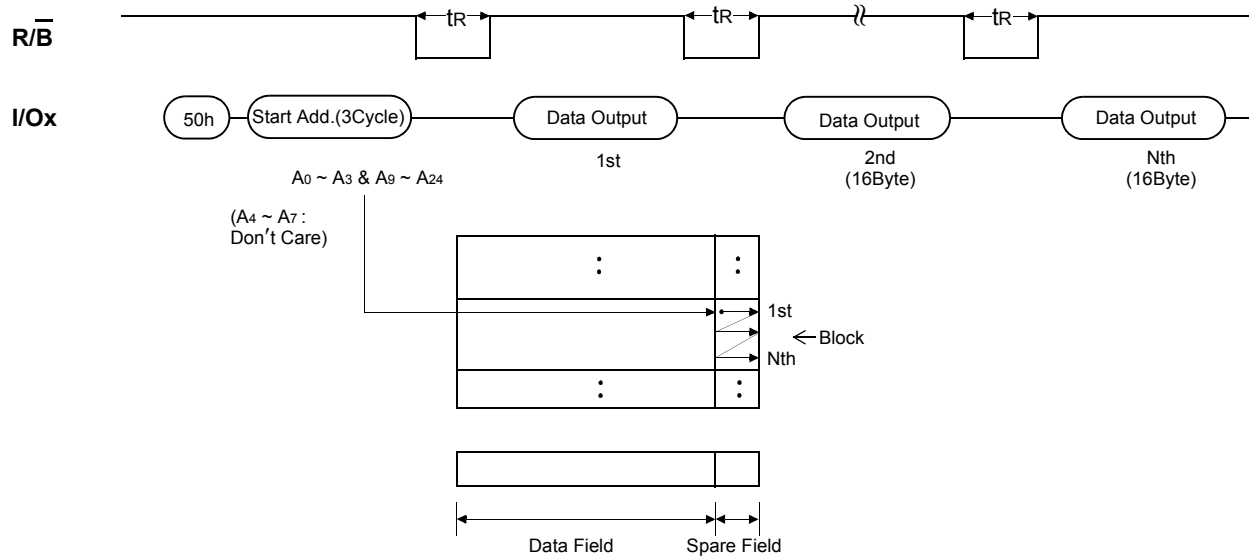 tR tR tR
R/B
I/Ox
50h Start Add.(3Cycle) Data Output Data Output Data Output
1st 2nd Nth
(16Byte) (16Byte)
A0 ~ A3 & A9 ~ A24
(A4 ~ A7 :
Don't Care)
1st
Block
Nth
Data Field Spare Field